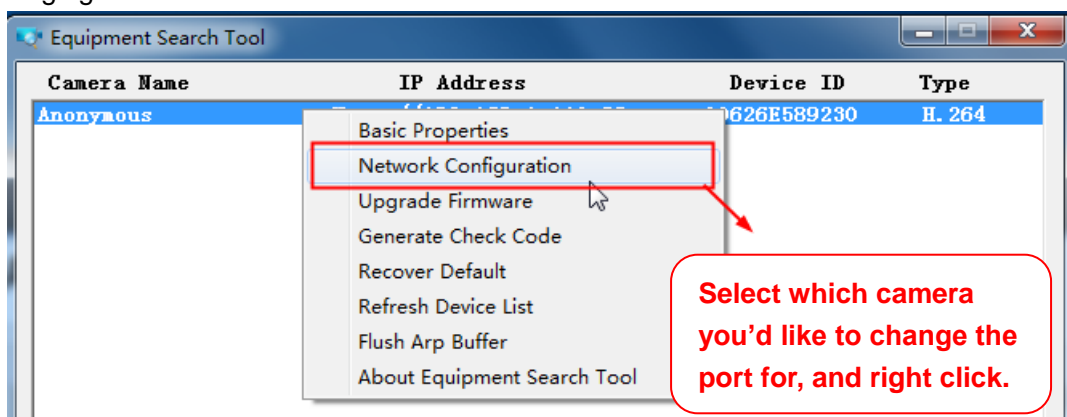 Equipment Search Tool
Camera Name IP Address Device ID Type
Anonymous 0626E589230 H.264
Basic Properties
Network Configuration
Upgrade Firmware
Generate Check Code
Recover Default
Refresh Device List
Flush Arp Buffer
About Equipment Search Tool
Select which camera
you'd like to change the
port for, and right click.